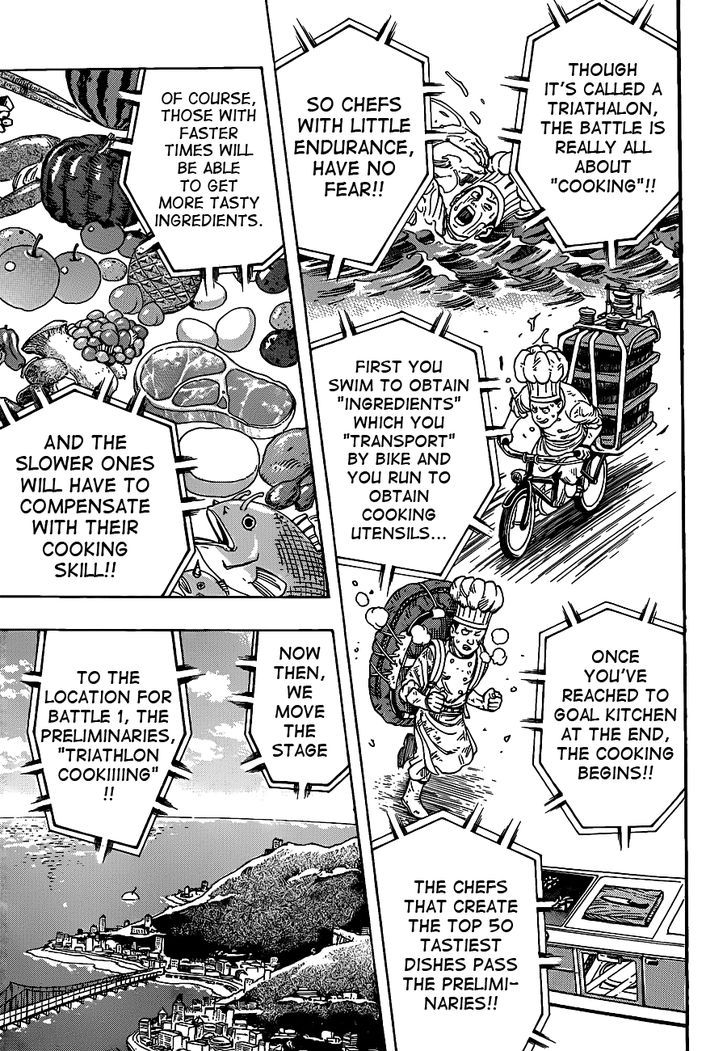 THOUGH
IT'S CALLED A
TRIATHALON,
THE BATTLE IS
REALLY ALL
ABOUT
"COOKING"!!
SO CHEFS
WITH LITTLE
ENDURANCE,
HAVE NO
FEAR!!
FIRST YOU
SWIM TO OBTAIN
"INGREDIENTS"
WHICH YOU
"TRANSPORT"
BY BIKE AND
YOU RUN TO
OBTAIN
COOKING
UTENSILS...
ONCE
YOU'VE
REACHED TO
GOAL KITCHEN
AT THE END,
THE COOKING
BEGINS!!
THE CHEFS
THAT CREATE
THE TOP 50
TASTIEST
DISHES PASS
THE PRELIMI-
NARIES!!
OF COURSE,
THOSE WITH
FASTER
TIMES WILL
BE ABLE
TO GET
MORE TASTY
INGREDIENTS.
AND THE
SLOWER ONES
WILL HAVE TO
COMPENSATE
WITH THEIR
COOKING
SKILL!!
NOW
THEN,
WE
MOVE
THE
STAGE
TO THE
LOCATION FOR
BATTLE 1, THE
PRELIMINARIES,
"TRIATHLON
COOKIIIING"
!!